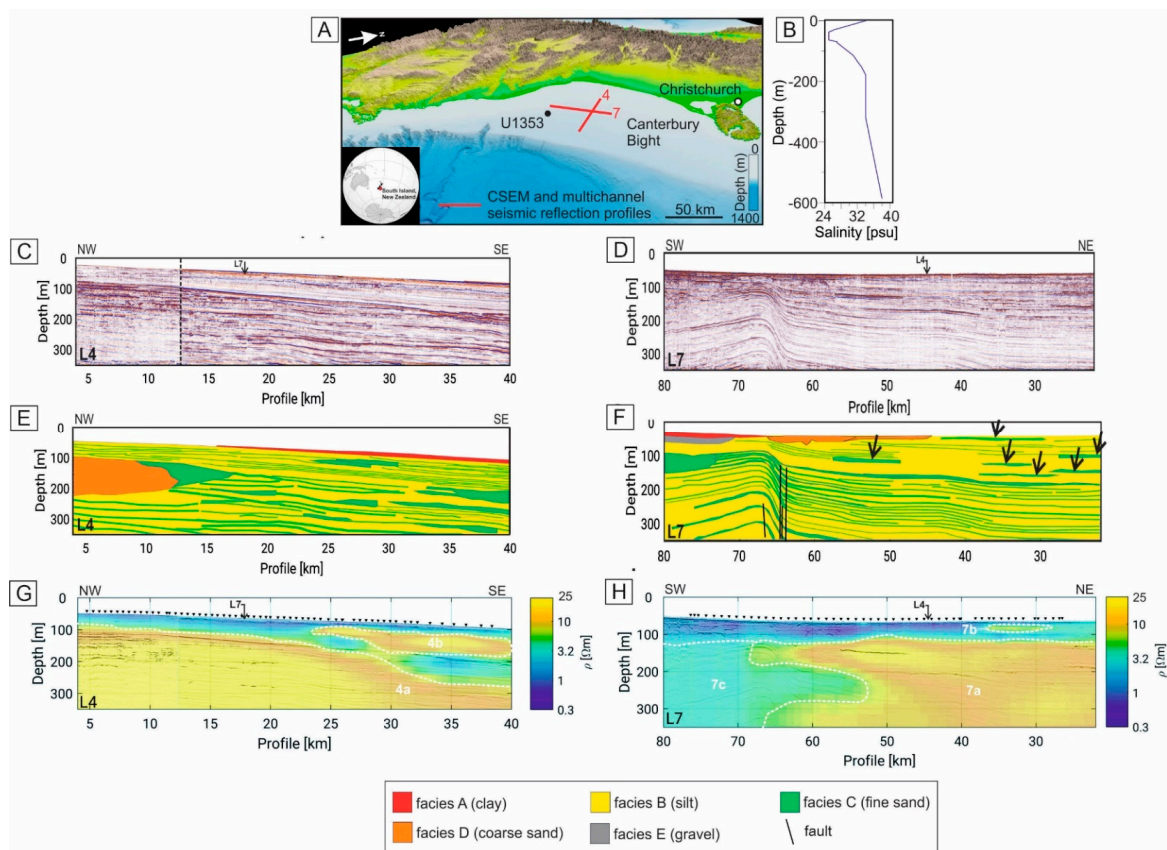 A
N
Christchurch
4
7
U1353
Canterbury
Bight
South Island,
New Zealand
CSEM and multichannel
seismic reflection profiles
50 km
0
Depth (m)
1400
B
0
-200
-400
-600
Depth (m)
24 32 40
Salinity [psu]
C
NW SE
L7
0
100
200
300
Depth [m]
L4
5 10 15 20 25 30 35 40
Profile [km]
D
SW NE
L4
0
100
200
300
Depth [m]
L7
80 70 60 50 40 30
Profile [km]
E
NW SE
0
100
200
300
Depth [m]
L4
5 10 15 20 25 30 35 40
Profile [km]
F
0
100
200
300
Depth [m]
L7
80 70 60 50 40 30
Profile [km]
G
NW SE
L7
0
100
200
300
Depth [m]
4b
4a
L4
5 10 15 20 25 30 35 40
Profile [km]
25
10
3.2
1
0.3
ρ [Ωm]
H
SW NE
L4
0
100
200
300
Depth [m]
7b
7c
7a
L7
80 70 60 50 40 30
Profile [km]
25
10
3.2
1
0.3
ρ [Ωm]
facies A (clay) facies B (silt) facies C (fine sand)
facies D (coarse sand) facies E (gravel) fault